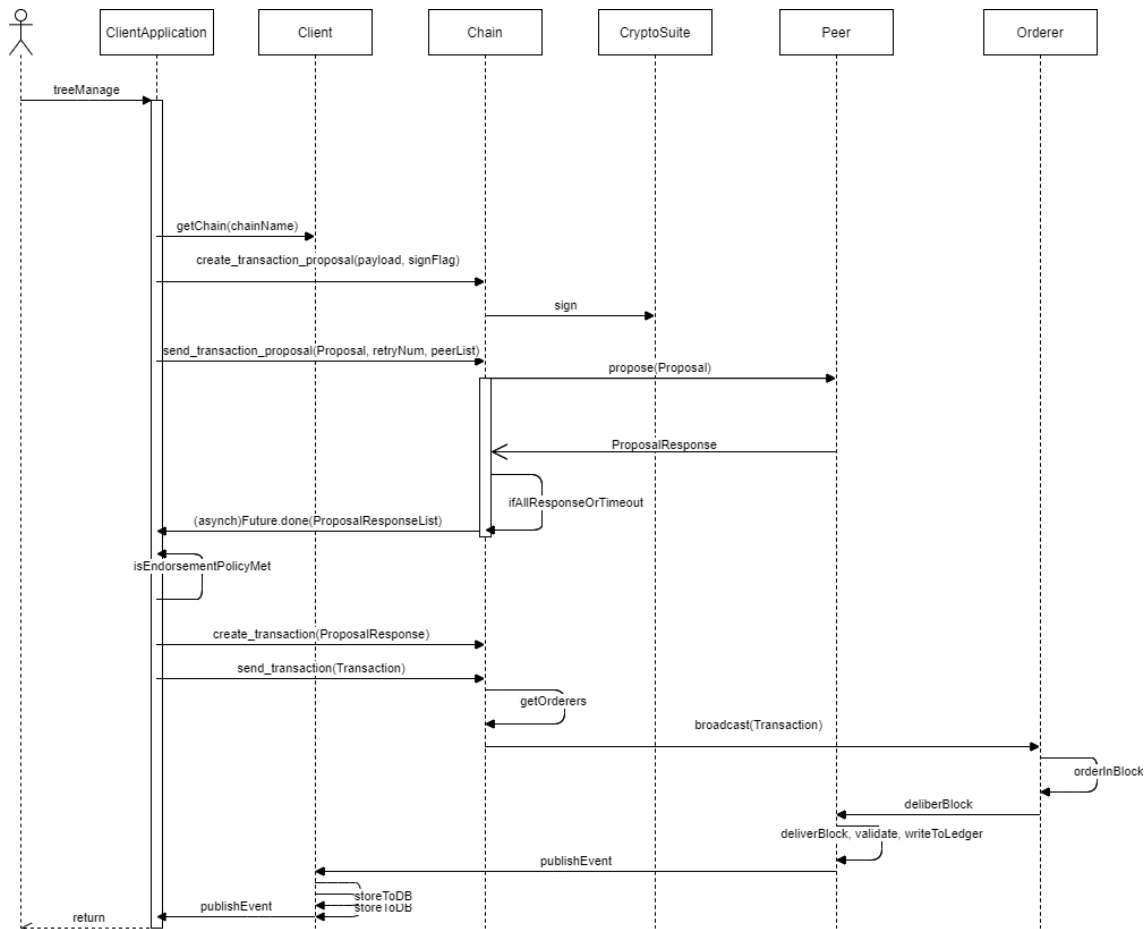 ClientApplication
Client
Chain
CryptoSuite
Peer
Orderer
treeManage
getChain(chainName)
create_transaction_proposal(payload, signFlag)
sign
send_transaction_proposal(Proposal, retryNum, peerList)
propose(Proposal)
ProposalResponse
ifAllResponseOrTimeout
(asynch)Future.done(ProposalResponseList)
isEndorsementPolicyMet
create_transaction(ProposalResponse)
send_transaction(Transaction)
getOrderers
broadcast(Transaction)
orderInBlock
deliberBlock
deliverBlock, validate, writeToLedger
publishEvent
storeToDB
storeToDB
publishEvent
return